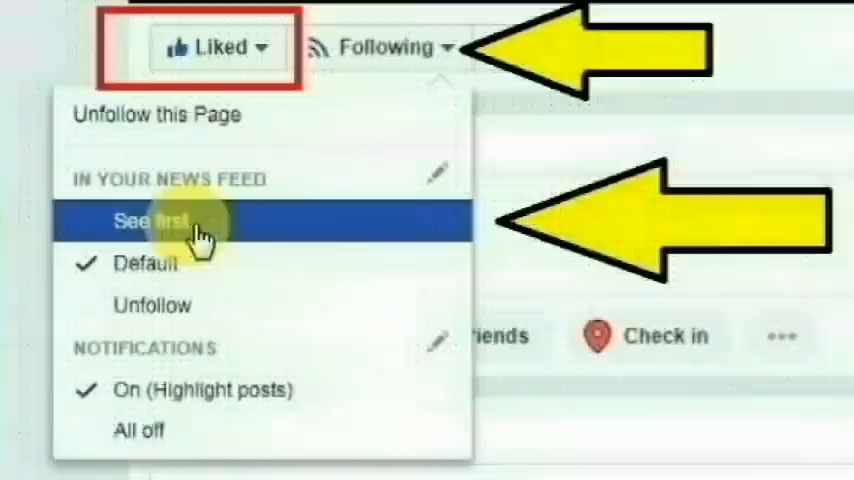 Liked Following
Unfollow this Page
IN YOUR NEWS FEED
See first
Default
Unfollow
NOTIFICATIONS
riends Check in
On (Highlight posts)
All off